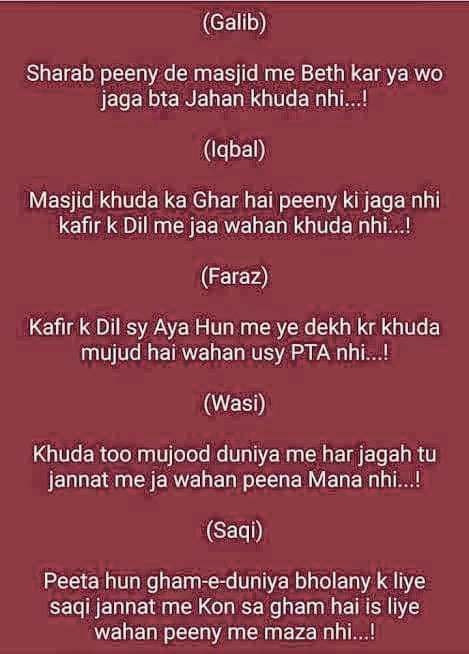 (Galib)
Sharab peeny de masjid me Beth kar ya wo
jaga bta Jahan khuda nhi...!
(Iqbal)
Masjid khuda ka Ghar hai peeny ki jaga nhi
kafir k Dil me jaa wahan khuda nhi...!
(Faraz)
Kafir k Dil sy Aya Hun me ye dekh kr khuda
mujud hai wahan usy PTA nhi...!
(Wasi)
Khuda too mujood duniya me har jagah tu
jannat me ja wahan peena Mana nhi...!
(Saqi)
Peeta hun gham-e-duniya bholany k liye
saqi jannat me Kon sa gham hai is liye
wahan peeny me maza nhi...!